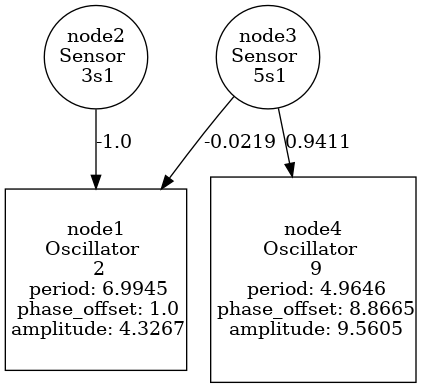 node2
Sensor
3s1
node3
Sensor
5s1
-1.0
-0.0219
0.9411
node1
Oscillator
2
period: 6.9945
phase_offset: 1.0
amplitude: 4.3267
node4
Oscillator
9
period: 4.9646
phase_offset: 8.8665
amplitude: 9.5605